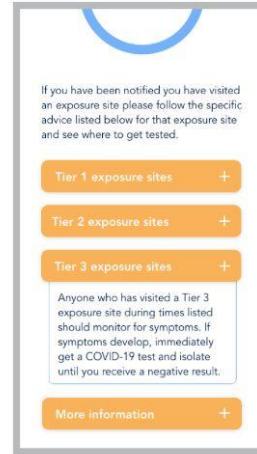 If you have been notified you have visited
an exposure site please follow the specific
advice listed below for that exposure site
and see where to get tested.
Tier 1 exposure sites +
Tier 2 exposure sites +
Tier 3 exposure sites +
Anyone who has visited a Tier 3
exposure site during times listed
should monitor for symptoms. If
symptoms develop, immediately
get a COVID-19 test and isolate
until you receive a negative result.
More information +